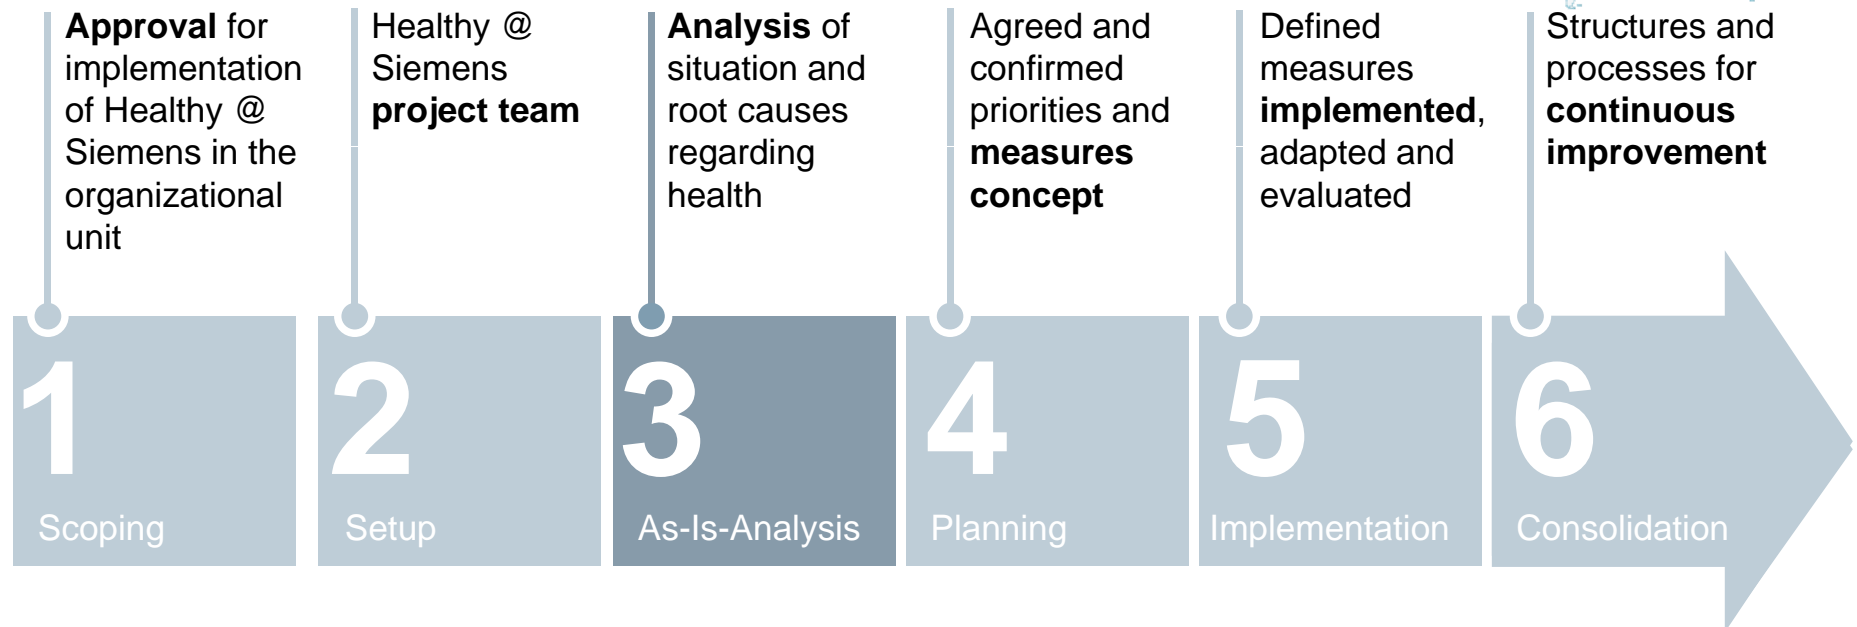 Approval for
implementation
of Healthy @
Siemens in the
organizational
unit
Healthy @
Siemens
project team
Analysis of
situation and
root causes
regarding
health
Agreed and
confirmed
priorities and
measures
concept
Defined
measures
implemented,
adapted and
evaluated
Structures and
processes for
continuous
improvement
1
Scoping
2
Setup
3
As-Is-Analysis
4
Planning
5
Implementation
6
Consolidation